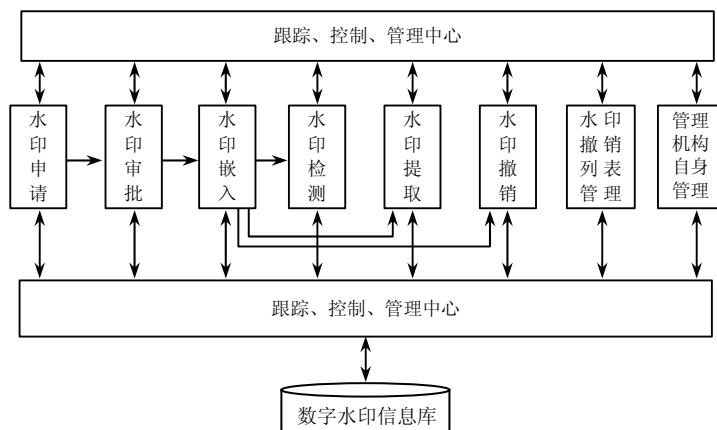 跟踪、控制、管理中心
水印申请
水印审批
水印嵌入
水印检测
水印提取
水印撤销
水印撤销列表管理
管理机构自身管理
跟踪、控制、管理中心
数字水印信息库